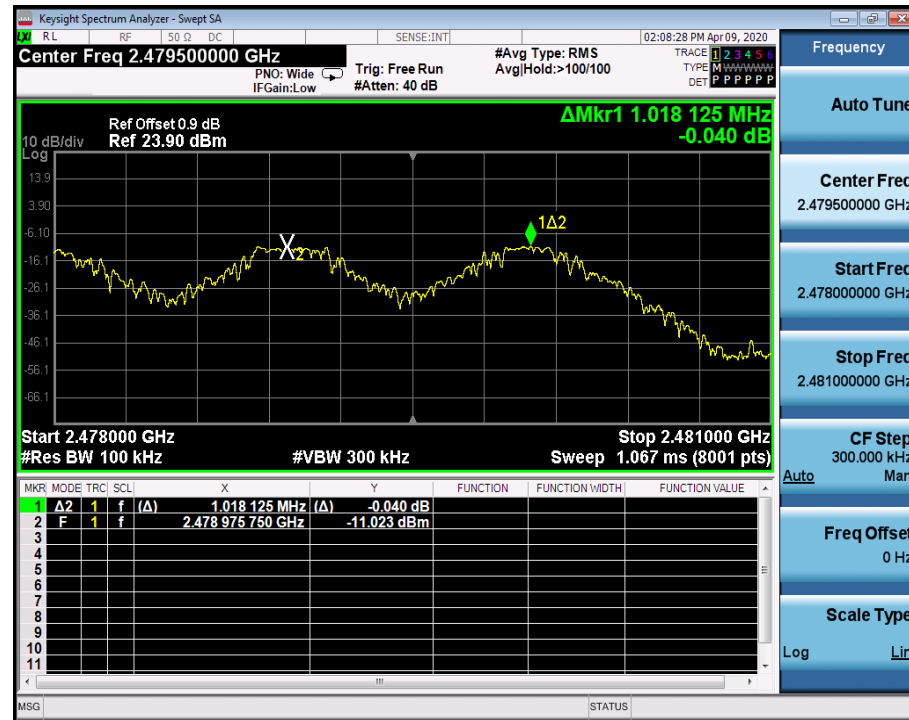 Keysight Spectrum Analyzer - Swept SA
LXI RL RF 50 Ω DC SENSE:INT 02:08:28 PM Apr 09, 2020
Center Freq 2.479500000 GHz
PNO: Wide
IFGain:Low
Trig: Free Run
#Atten: 40 dB
#Avg Type: RMS
Avg|Hold:>100/100
TRACE 1 2 3 4 5 6
TYPE M WWWWW
DET P P P P P P
ΔMkr1 1.018 125 MHz
-0.040 dB
Ref Offset 0.9 dB
10 dB/div Ref 23.90 dBm
Log
13.9
3.90
-6.10
-16.1
-26.1
-36.1
-46.1
-56.1
-66.1
X2
1Δ2
Start 2.478000 GHz Stop 2.481000 GHz
#Res BW 100 kHz #VBW 300 kHz Sweep 1.067 ms (8001 pts)
MKR MODE TRC SCL X Y FUNCTION FUNCTION WIDTH FUNCTION VALUE
1 Δ2 1 f (Δ) 1.018 125 MHz (Δ) -0.040 dB
2 F 1 f 2.478 975 750 GHz -11.023 dBm
3
4
5
6
7
8
9
10
11
MSG STATUS
Frequency
Auto Tune
Center Freq
2.479500000 GHz
Start Freq
2.478000000 GHz
Stop Freq
2.481000000 GHz
CF Step
300.000 kHz
Auto Man
Freq Offset
0 Hz
Scale Type
Log Lin